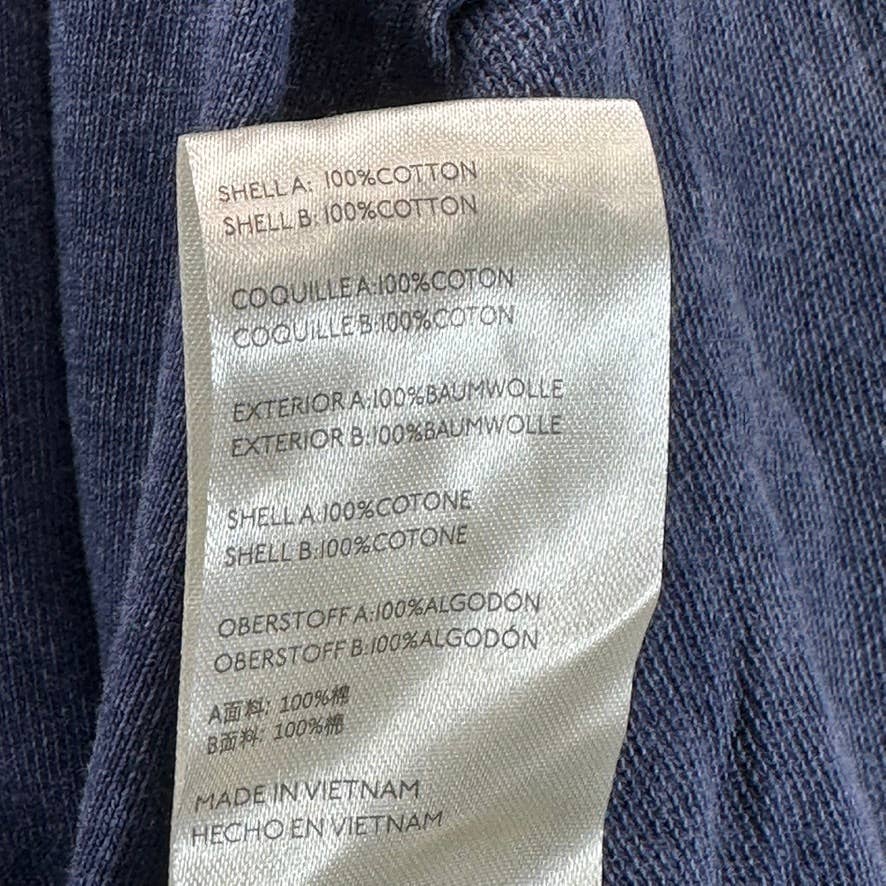 SHELL A: 100%COTTON
SHELL B: 100%COTTON
COQUILLE A:100%COTON
COQUILLE B:100%COTON
EXTERIOR A:100%BAUMWOLLE
EXTERIOR B:100%BAUMWOLLE
SHELL A:100%COTONE
SHELL B:100%COTONE
OBERSTOFF A:100%ALGODÓN
OBERSTOFF B:100%ALGODÓN
A面料: 100%棉
B面料: 100%棉
MADE IN VIETNAM
HECHO EN VIETNAM